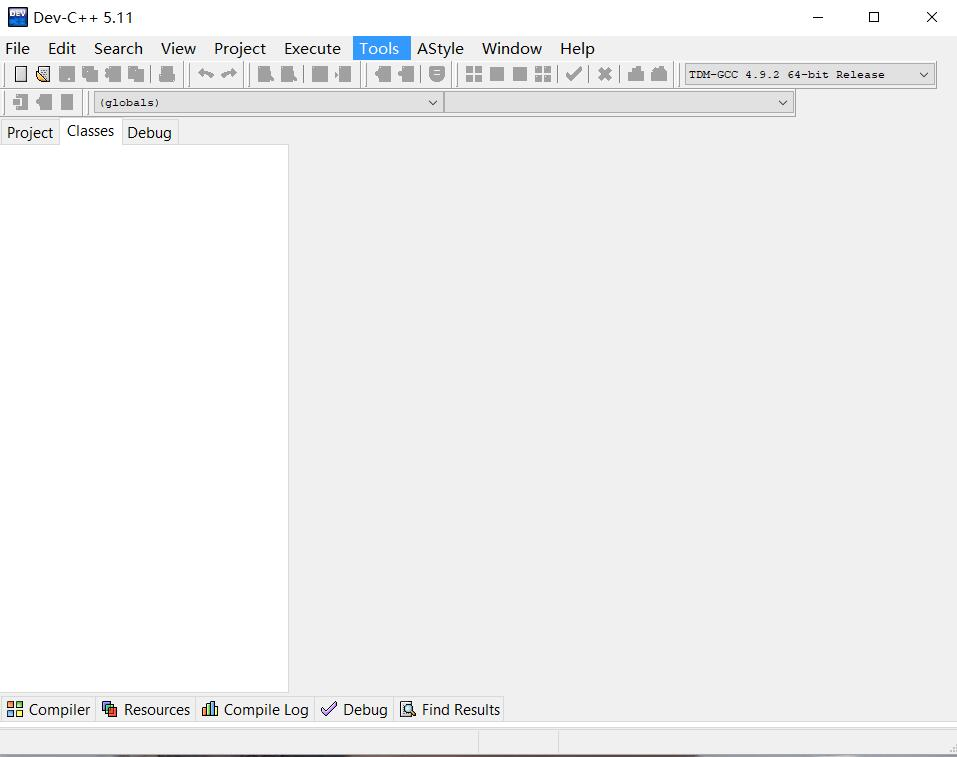 Dev-C++ 5.11
File Edit Search View Project Execute Tools AStyle Window Help
TDM-GCC 4.9.2 64-bit Release
(globals)
Project Classes Debug
Compiler Resources Compile Log Debug Find Results